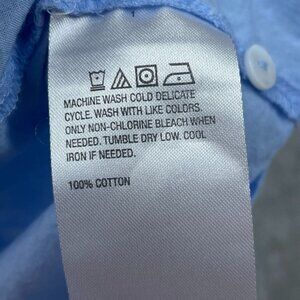 MACHINE WASH COLD DELICATE
CYCLE. WASH WITH LIKE COLORS.
ONLY NON-CHLORINE BLEACH WHEN
NEEDED. TUMBLE DRY LOW. COOL
IRON IF NEEDED.
100% COTTON